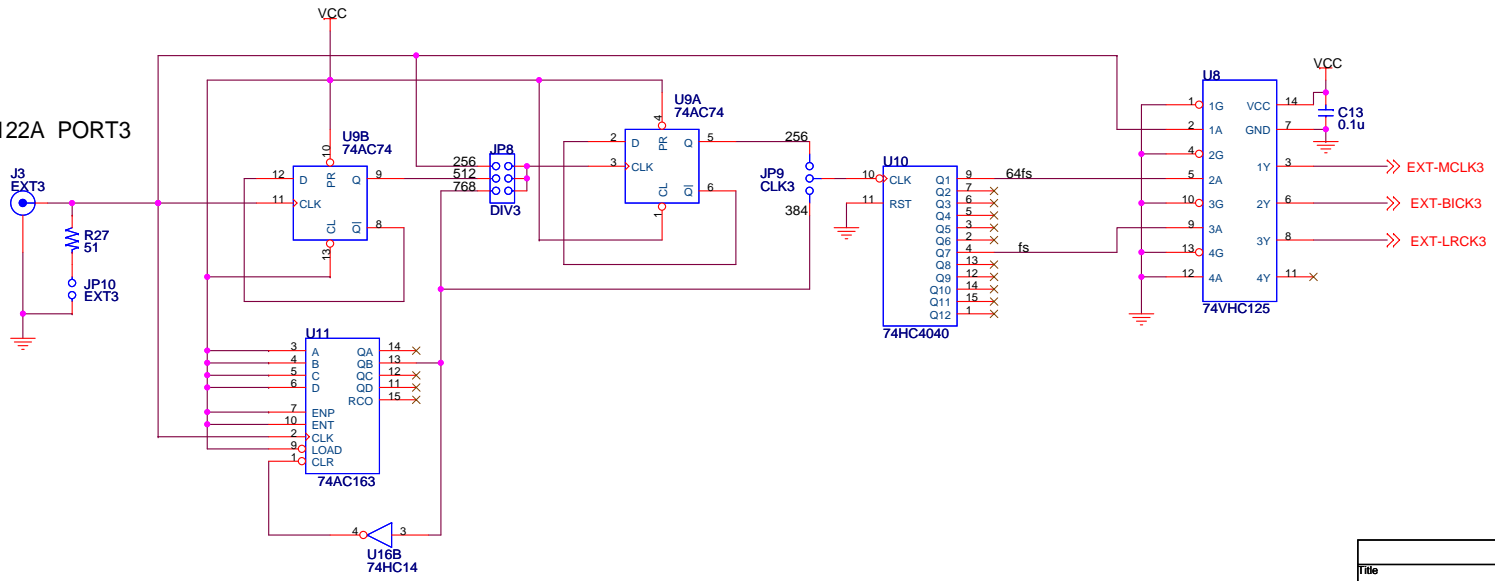 VCC
122A PORT3
J3
EXT3
R27
51
JP10
EXT3
U9B
74AC74
10
PR
12
D
Q
9
11
CLK
CL
QI
8
13
256
512
768
JP8
DIV3
U9A
74AC74
4
PR
2
D
Q
5
3
CLK
CL
QI
6
1
256
JP9
CLK3
384
U10
10
CLK
Q1
9
64fs
Q2
7
11
RST
Q3
6
Q4
5
Q5
3
Q6
2
Q7
4
fs
Q8
13
Q9
12
Q10
14
Q11
15
Q12
1
74HC4040
U8
1
1G
VCC
14
2
1A
GND
7
4
2G
1Y
3
EXT-MCLK3
5
2A
10
3G
2Y
6
EXT-BICK3
9
3A
3Y
8
EXT-LRCK3
13
4G
12
4A
4Y
11
74VHC125
VCC
C13
0.1u
U11
3
A
QA
14
4
B
QB
13
5
C
QC
12
6
D
QD
11
RCO
15
7
ENP
10
ENT
2
CLK
9
LOAD
1
CLR
74AC163
4
3
U16B
74HC14
Title